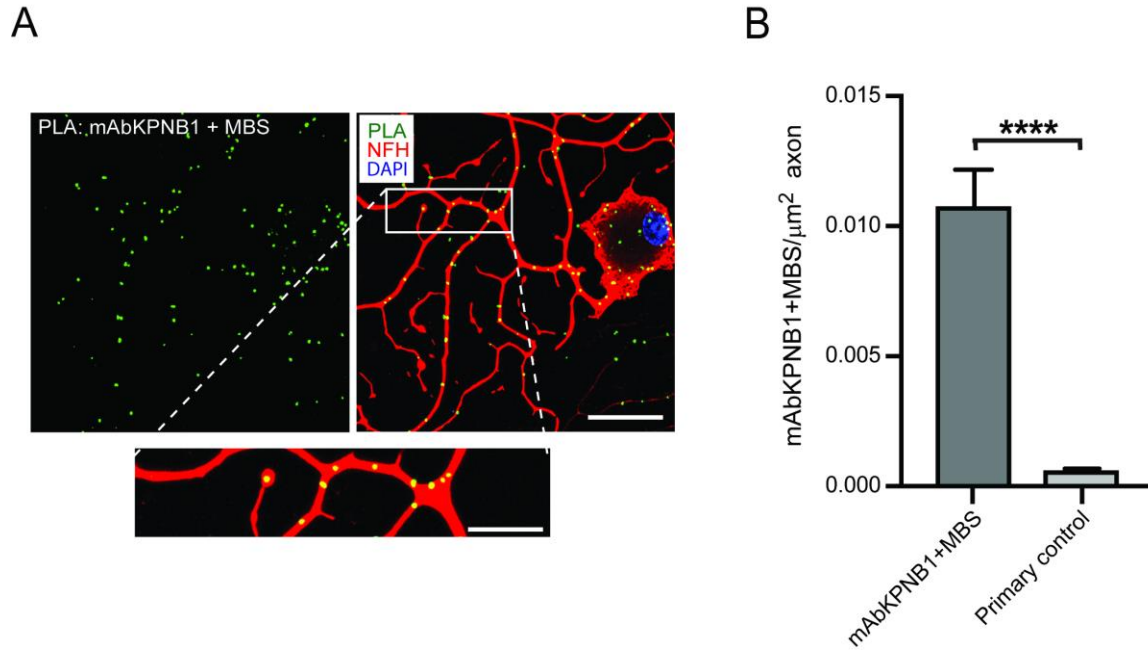 A
PLA: mAbKPNB1 + MBS
PLA
NFH
DAPI
B
mAbKPNB1+MBS/μm² axon
0.015
0.010
0.005
0.000
****
mAbKPNB1+MBS
Primary control